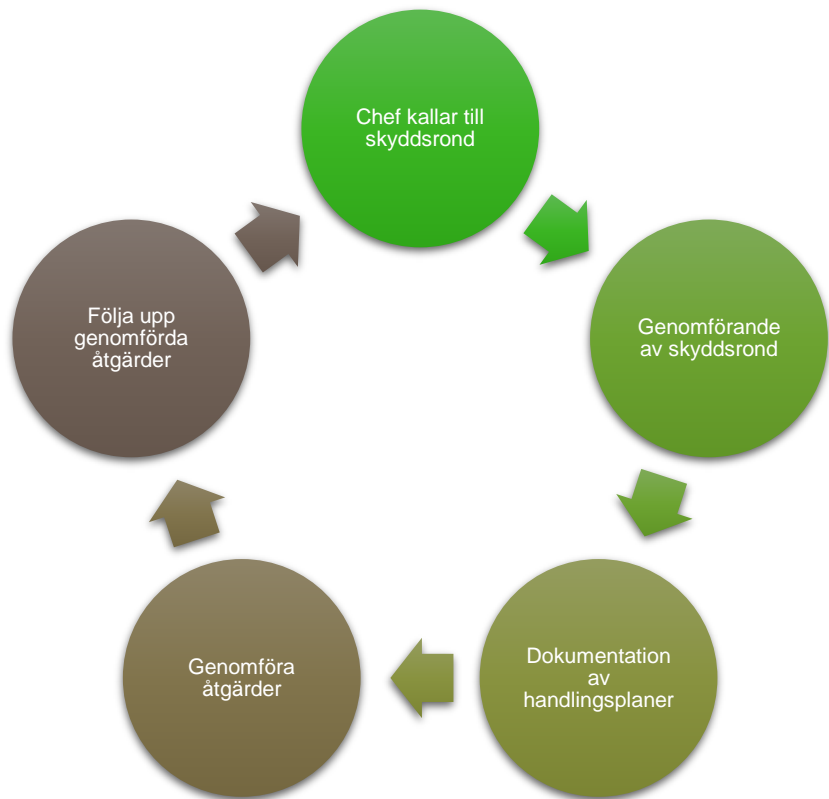 Chef kallar till
skyddsrond
Genomförande
av skyddsrond
Dokumentation
av
handlingsplaner
Genomföra
åtgärder
Följa upp
genomförda
åtgärder